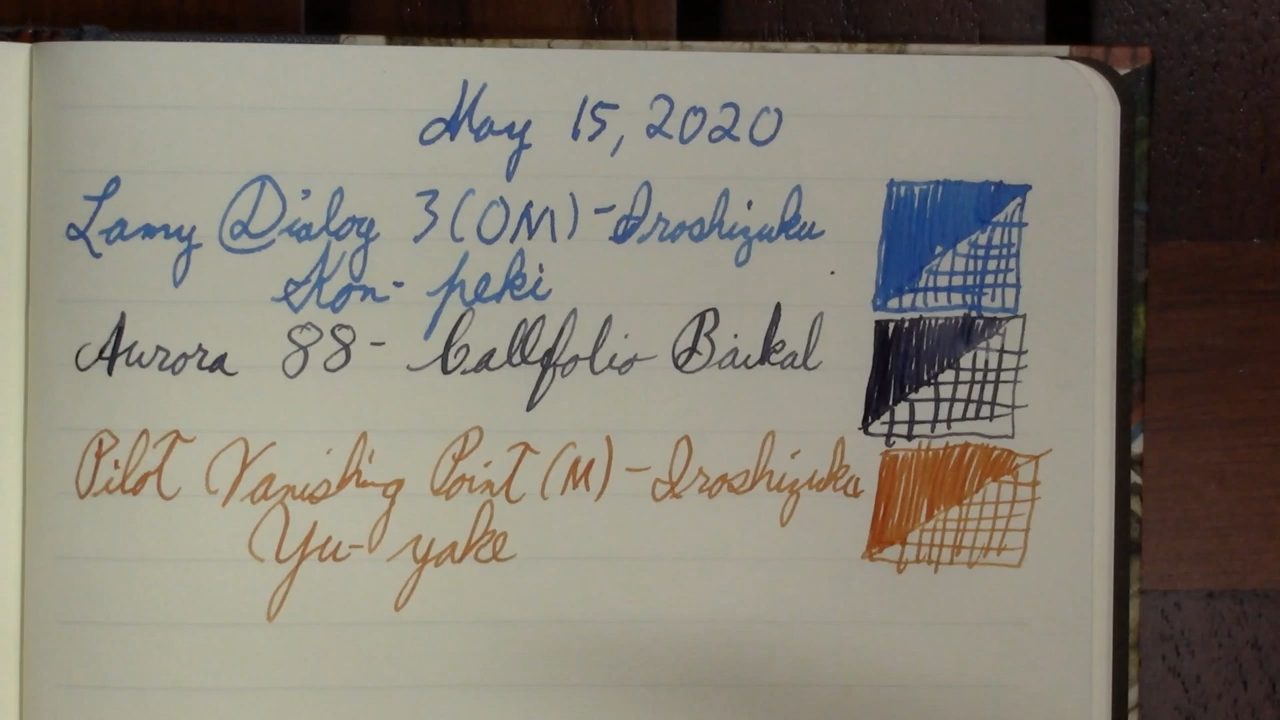 May 15, 2020
Lamy Dialog 3 (OM) - Iroshizuku
Kon-peki
Aurora 88 - Callifolio Baikal
Pilot Vanishing Point (M) - Iroshizuku
Yu-yake